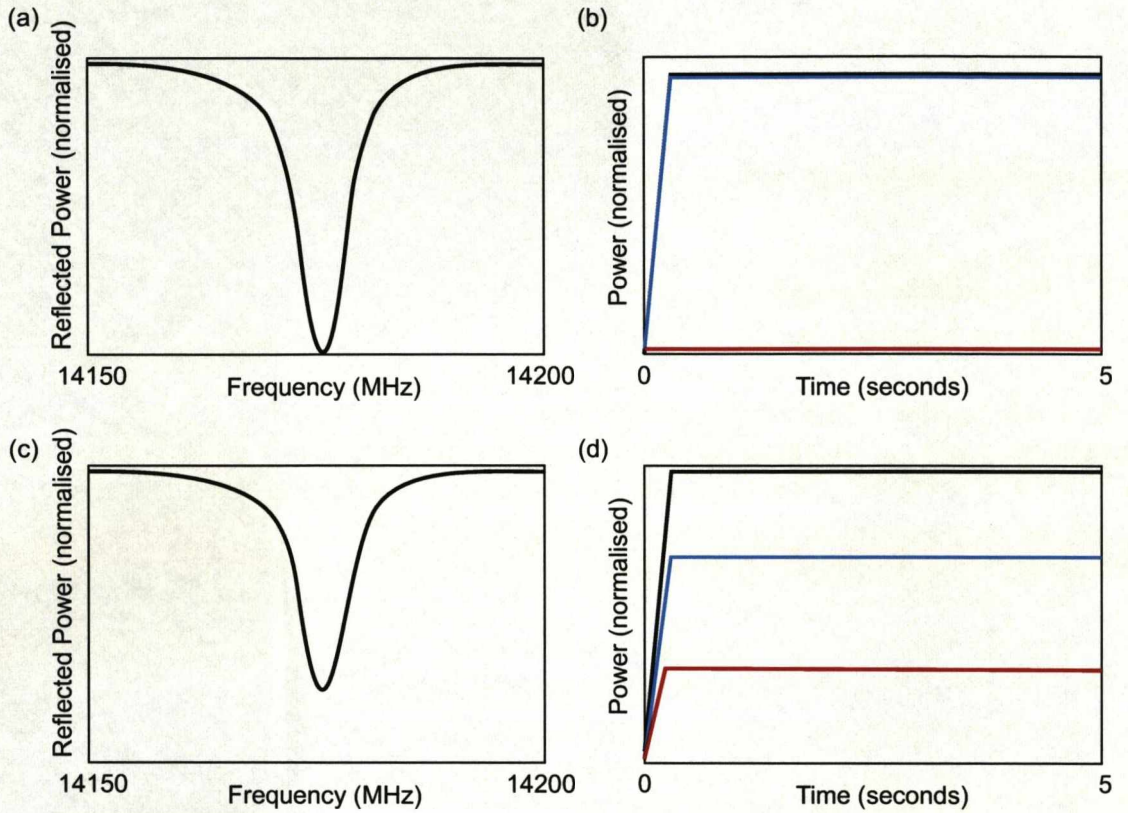 (a)
Reflected Power (normalised)
14150
Frequency (MHz)
14200
(b)
Power (normalised)
0
Time (seconds)
5
(c)
Reflected Power (normalised)
14150
Frequency (MHz)
14200
(d)
Power (normalised)
0
Time (seconds)
5